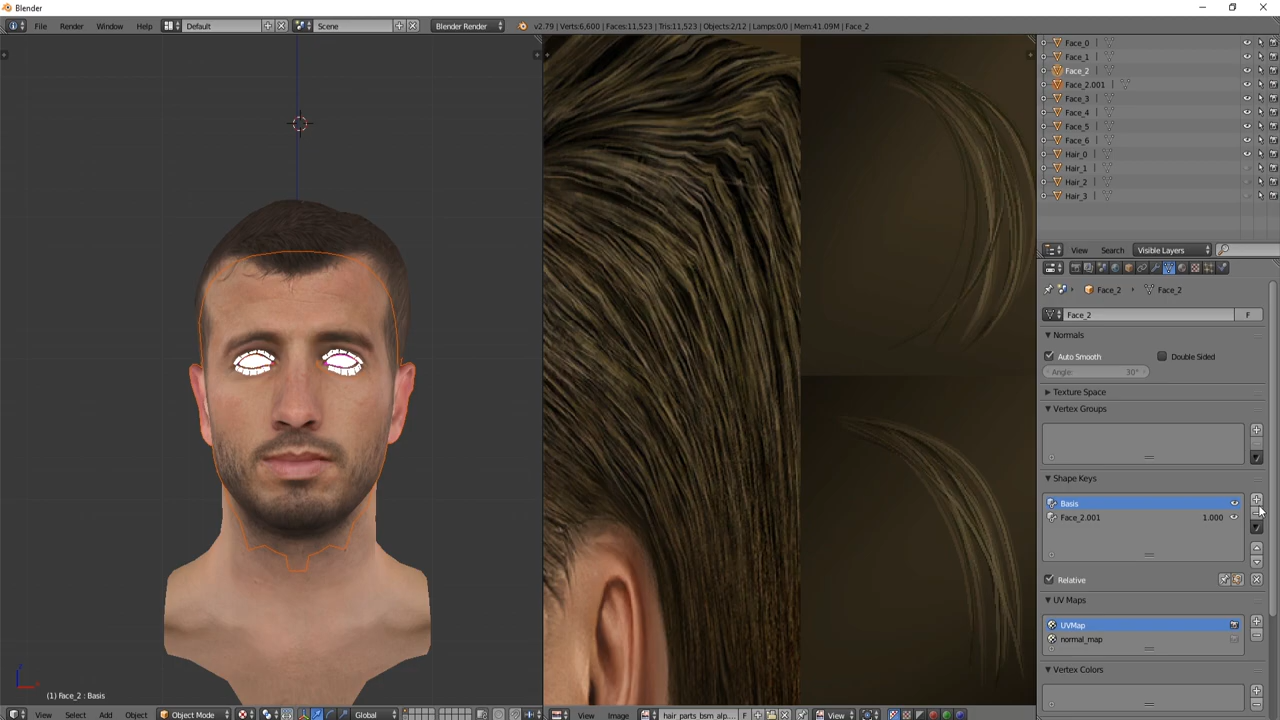 Blender
File Render Window Help Default Scene Blender Render v2.79 | Verts:6,600 | Faces:11,523 | Tris:11,523 | Objects:2/12 | Lamps:0/0 | Mem:41.09M | Face_2
Face_0
Face_1
Face_2
Face_2.001
Face_3
Face_4
Face_5
Face_6
Hair_0
Hair_1
Hair_2
Hair_3
View Search Visible Layers
Face_2 Face_2
Face_2 F
Normals
Auto Smooth Double Sided
Angle: 30°
Texture Space
Vertex Groups
Shape Keys
Basis
Face_2.001 1.000
Relative
UV Maps
UVMap
normal_map
Vertex Colors
(1) Face_2 : Basis
View Select Add Object Object Mode Global View Image hair parts bsm alp... F View